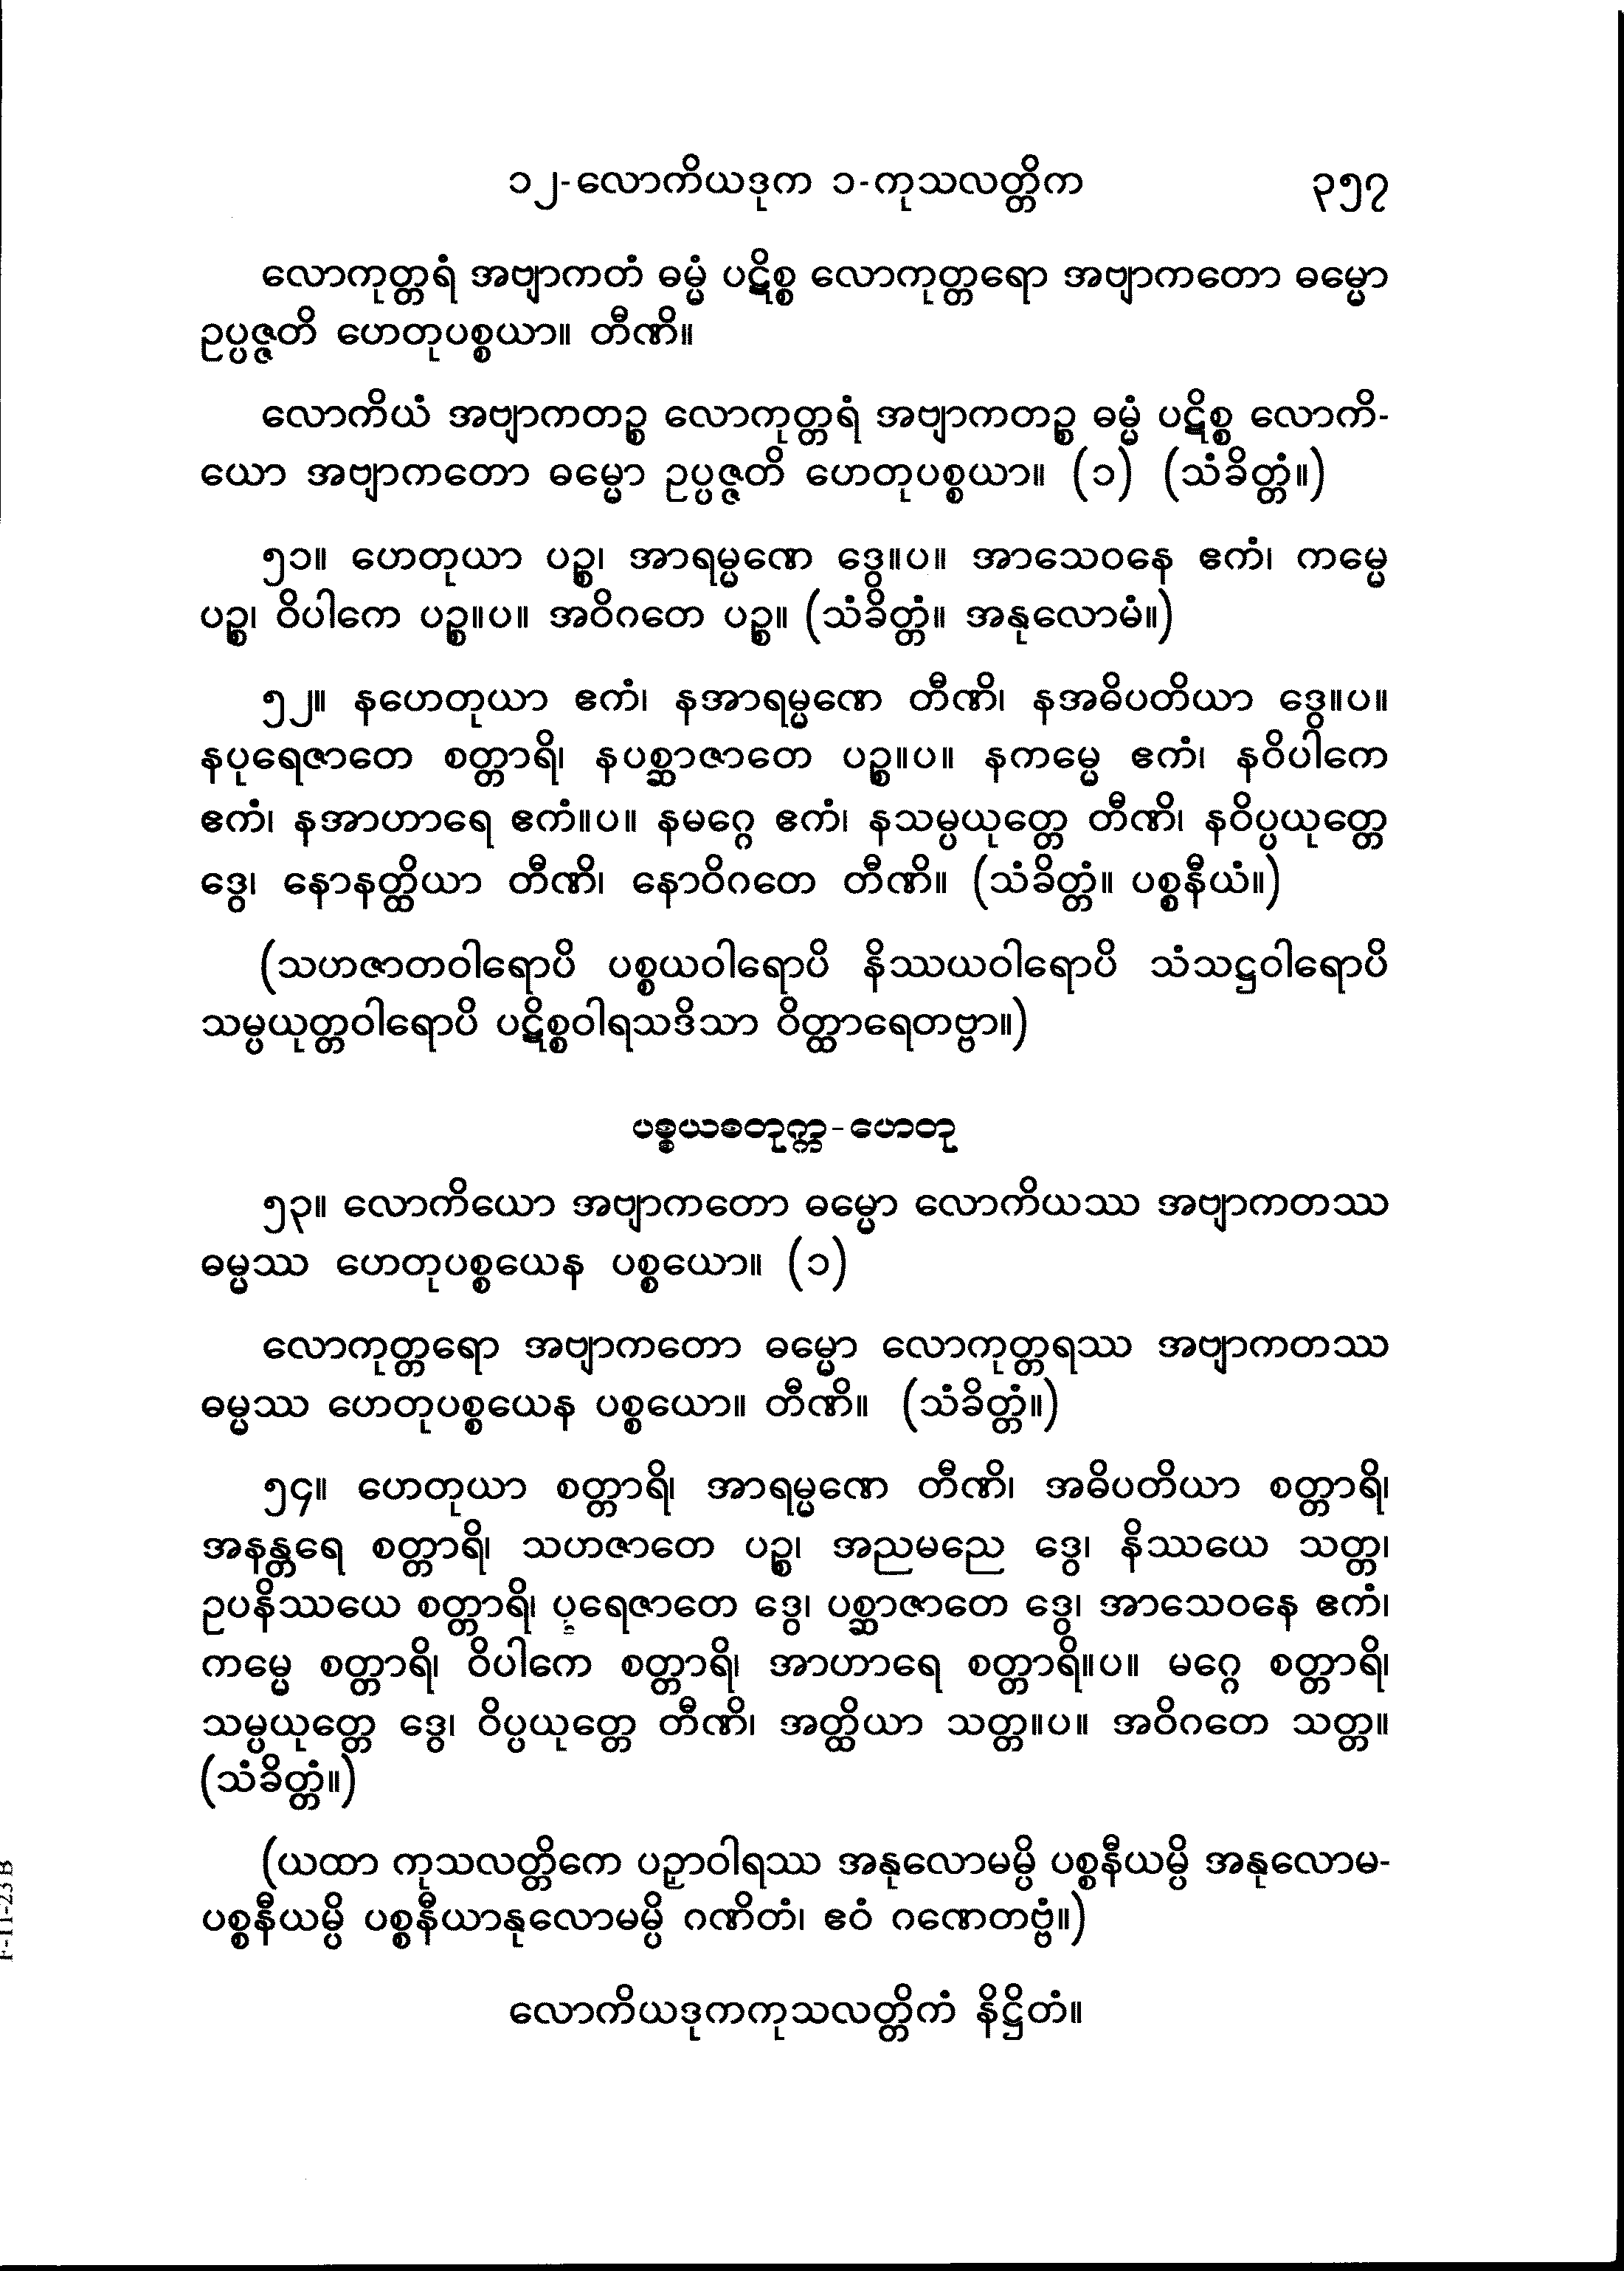 ၁၂-လောကိယဒုက ၁-ကုသလတ္တိက ၃၅၇
လောကုတ္တရံ အဗျာကတံ ဓမ္မံ ပဋိစ္စ လောကုတ္တရော အဗျာကတော ဓမ္မော
ဥပ္ပဇ္ဇတိ ဟေတုပစ္စယာ။ တီဏိ။
လောကိယံ အဗျာကတဉ္စ လောကုတ္တရံ အဗျာကတဉ္စ ဓမ္မံ ပဋိစ္စ လောကိ-
ယော အဗျာကတော ဓမ္မော ဥပ္ပဇ္ဇတိ ဟေတုပစ္စယာ။ (၁) (သံခိတ္တံ။)
၅၁။ ဟေတုယာ ပဉ္စ၊ အာရမ္မဏေ ဒွေ။ပ။ အာသေဝနေ ဧကံ၊ ကမ္မေ
ပဉ္စ၊ ဝိပါကေ ပဉ္စ။ပ။ အဝိဂတေ ပဉ္စ။ (သံခိတ္တံ။ အနုလောမံ။)
၅၂။ နဟေတုယာ ဧကံ၊ နအာရမ္မဏေ တီဏိ၊ နအဓိပတိယာ ဒွေ။ပ။
နပုရေဇာတေ စတ္တာရိ၊ နပစ္ဆာဇာတေ ပဉ္စ။ပ။ နကမ္မေ ဧကံ၊ နဝိပါကေ
ဧကံ၊ နအာဟာရေ ဧကံ။ပ။ နမဂ္ဂေ ဧကံ၊ နသမ္ပယုတ္တေ တီဏိ၊ နဝိပ္ပယုတ္တေ
ဒွေ၊ နောနတ္ထိယာ တီဏိ၊ နောဝိဂတေ တီဏိ။ (သံခိတ္တံ။ ပစ္စနီယံ။)
(သဟဇာတဝါရောပိ ပစ္စယဝါရောပိ နိဿယဝါရောပိ သံသဋ္ဌဝါရောပိ
သမ္ပယုတ္တဝါရောပိ ပဋိစ္စဝါရသဒိသာ ဝိတ္ထာရေတဗ္ဗာ။)
ပစ္စယစတုက္က-ဟေတု
၅၃။ လောကိယော အဗျာကတော ဓမ္မော လောကိယဿ အဗျာကတဿ
ဓမ္မဿ ဟေတုပစ္စယေန ပစ္စယော။ (၁)
လောကုတ္တရော အဗျာကတော ဓမ္မော လောကုတ္တရဿ အဗျာကတဿ
ဓမ္မဿ ဟေတုပစ္စယေန ပစ္စယော။ တီဏိ။ (သံခိတ္တံ။)
၅၄။ ဟေတုယာ စတ္တာရိ၊ အာရမ္မဏေ တီဏိ၊ အဓိပတိယာ စတ္တာရိ၊
အနန္တရေ စတ္တာရိ၊ သဟဇာတေ ပဉ္စ၊ အညမညေ ဒွေ၊ နိဿယေ သတ္တ၊
ဥပနိဿယေ စတ္တာရိ၊ ပုရေဇာတေ ဒွေ၊ ပစ္ဆာဇာတေ ဒွေ၊ အာသေဝနေ ဧကံ၊
ကမ္မေ စတ္တာရိ၊ ဝိပါကေ စတ္တာရိ၊ အာဟာရေ စတ္တာရိ။ပ။ မဂ္ဂေ စတ္တာရိ၊
သမ္ပယုတ္တေ ဒွေ၊ ဝိပ္ပယုတ္တေ တီဏိ၊ အတ္ထိယာ သတ္တ။ပ။ အဝိဂတေ သတ္တ။
(သံခိတ္တံ။)
(ယထာ ကုသလတ္တိကေ ပဉှာဝါရဿ အနုလောမမ္ပိ ပစ္စနီယမ္ပိ အနုလောမ-
ပစ္စနီယမ္ပိ ပစ္စနီယာနုလောမမ္ပိ ဂဏိတံ၊ ဧဝံ ဂဏေတဗ္ဗံ။)
လောကိယဒုကကုသလတ္တိကံ နိဋ္ဌိတံ။
F-11-23 B